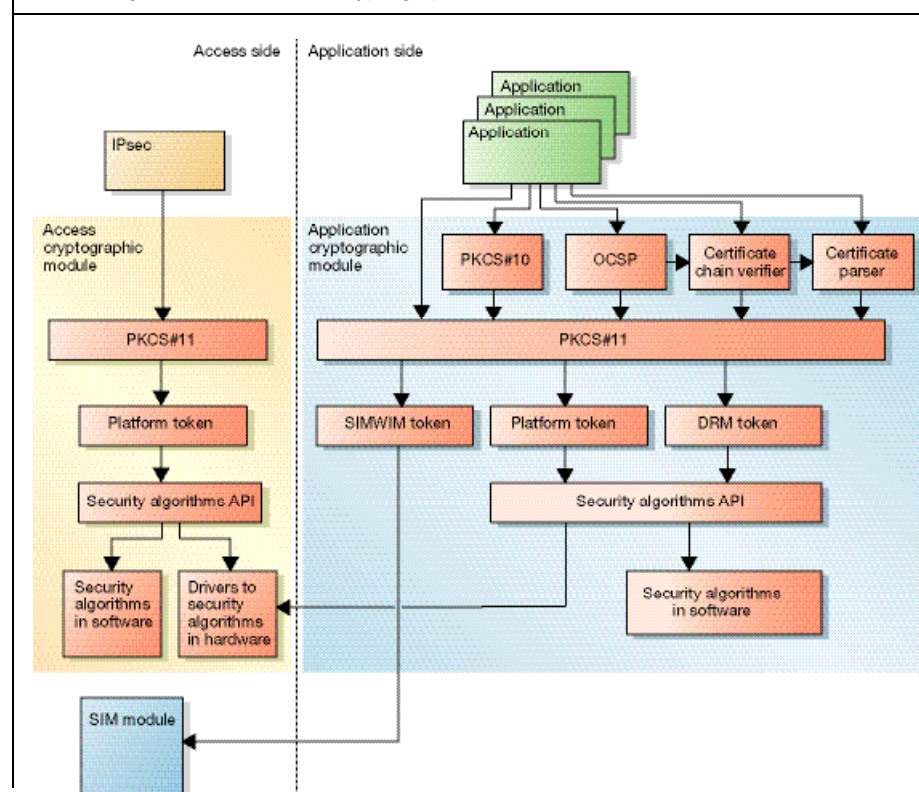 Access side
Application side
Application
Application
Application
IPsec
Access
cryptographic
module
Application
cryptographic
module
PKCS#10
OCSP
Certificate
chain verifier
Certificate
parser
PKCS#11
PKCS#11
Platform token
SIMWIM token
Platform token
DRM token
Security algorithms API
Security algorithms API
Security
algorithms
in software
Drivers to
security
algorithms
in hardware
Security algorithms
in software
SIM module